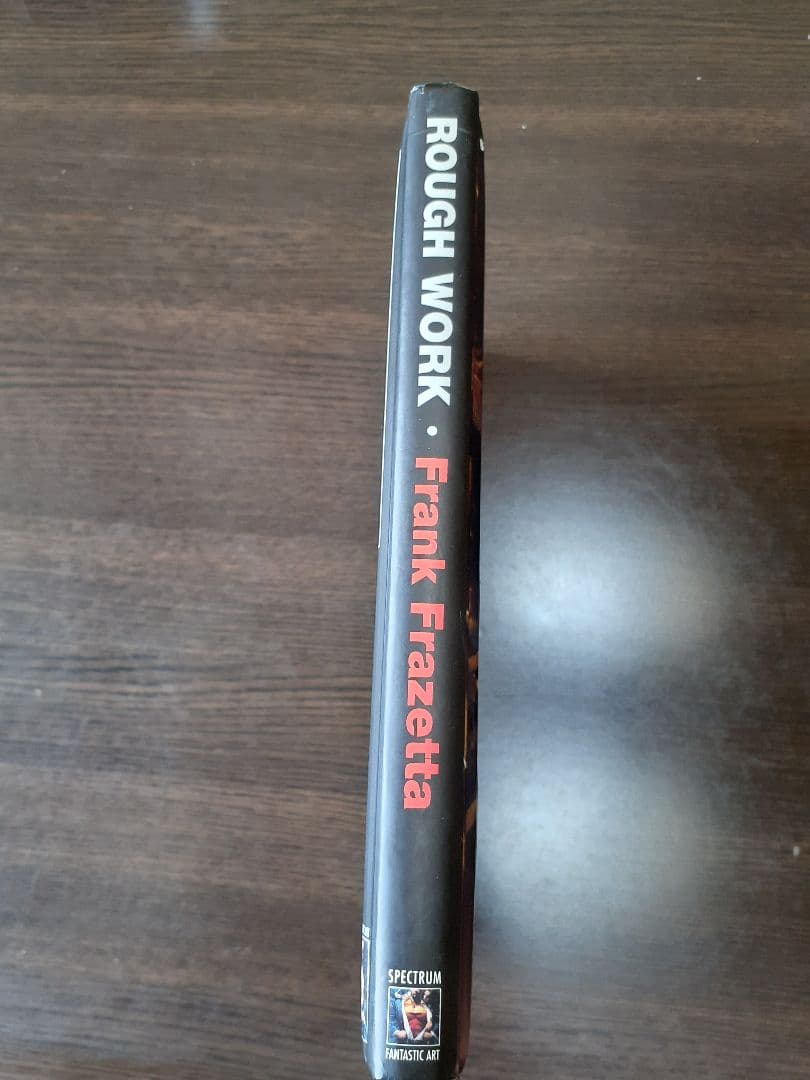 ROUGH WORK • Frank Frazetta
SPECTRUM
FANTASTIC ART